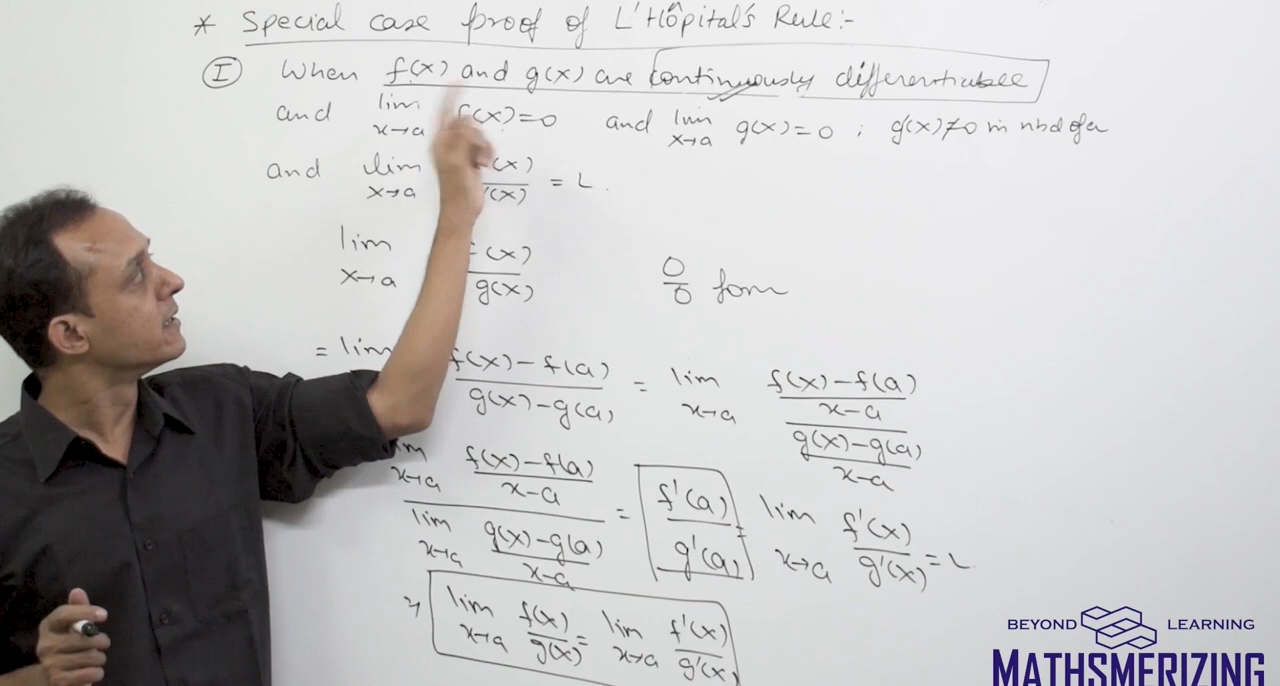 * Special case proof of L'Hôpital's Rule:-
I When f(x) and g(x) are continuously differentiable
and lim x→a f(x)=0 and lim x→a g(x)=0 ; g'(x)≠0 in nbd of a
and lim x→a (x)/'(x) = L.
lim x→a f(x)/g(x) 0/0 form
= lim f(x)-f(a)/g(x)-g(a) = lim x→a f(x)-f(a)/x-a / g(x)-g(a)/x-a
lim x→a f(x)-f(a)/x-a / lim x→a g(x)-g(a)/x-a = f'(a)/g'(a) = lim x→a f'(x)/g'(x) = L
⇒ lim x→a f(x)/g(x) = lim x→a f'(x)/g'(x)
BEYOND LEARNING
MATHSMERIZING